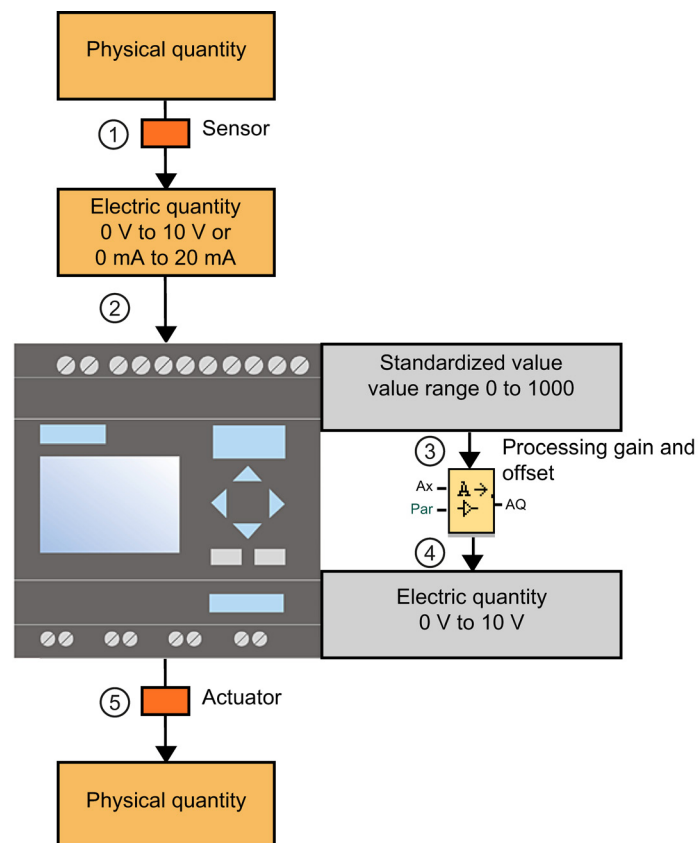 Physical quantity
1
Sensor
Electric quantity
0 V to 10 V or
0 mA to 20 mA
2
Standardized value
value range 0 to 1000
3
Processing gain and
offset
Ax
A
Par
AQ
4
Electric quantity
0 V to 10 V
5
Actuator
Physical quantity